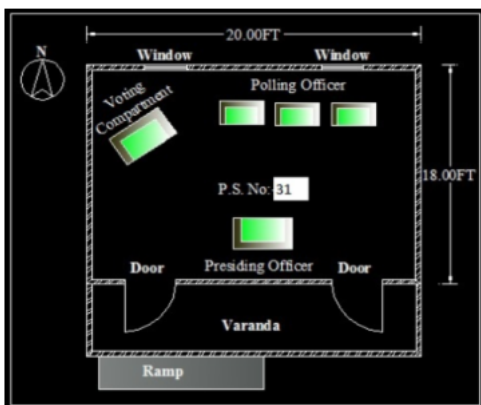 20.00FT
N
Window Window
Voting
Compartment
Polling Officer
18.00FT
P.S. No:- 31
Door Presiding Officer Door
Varanda
Ramp